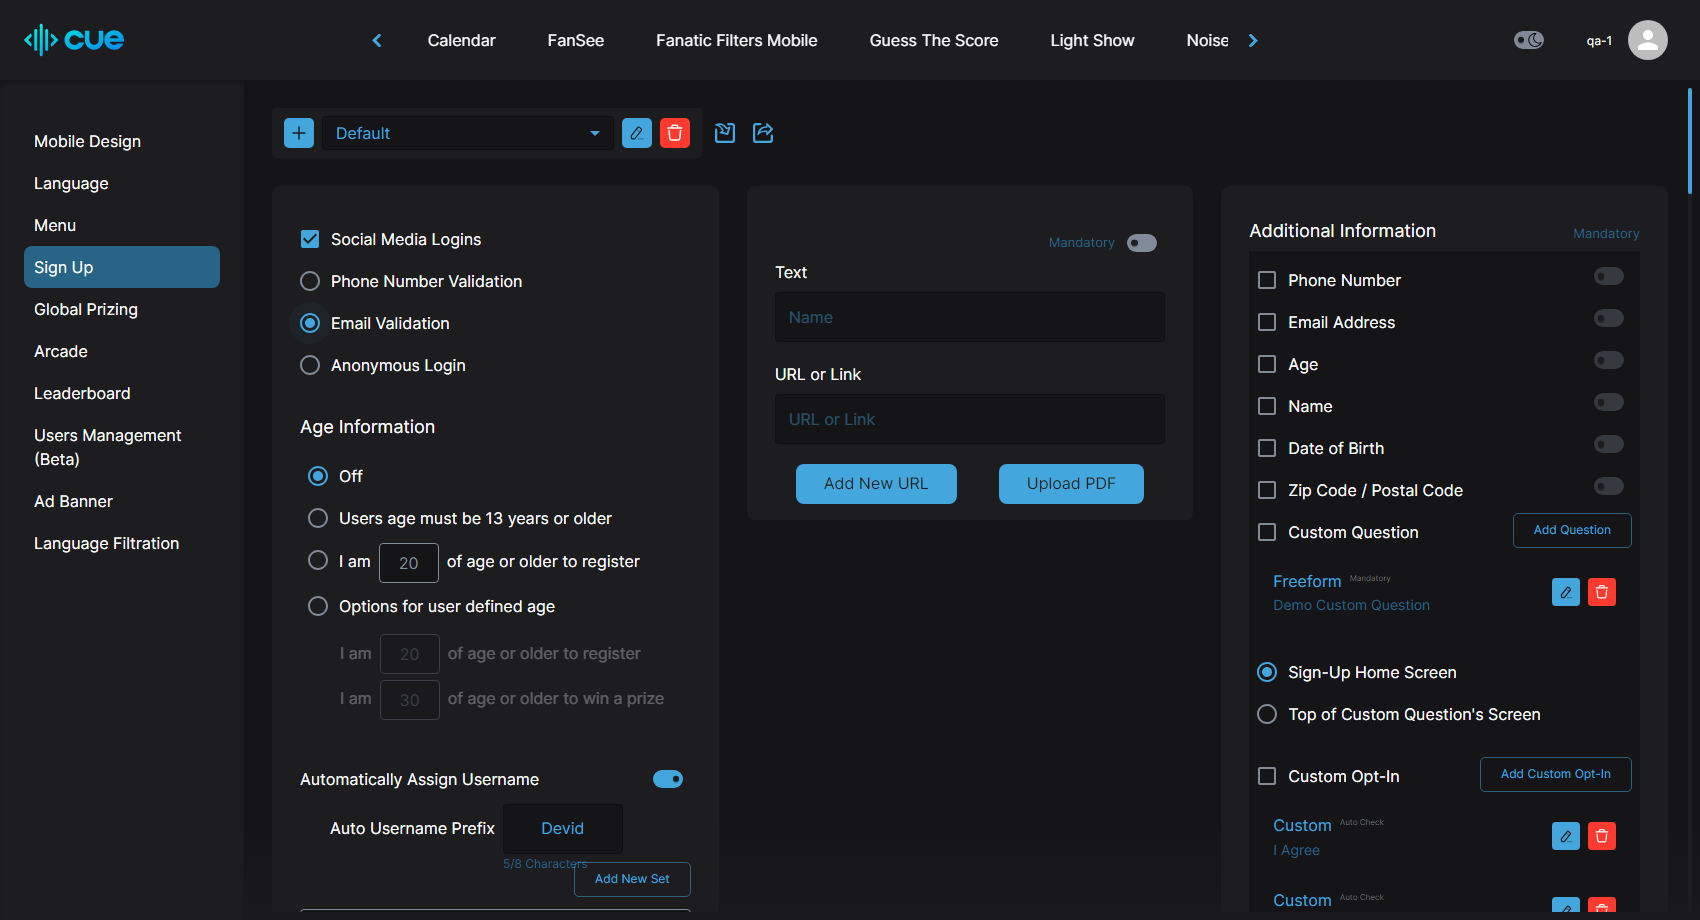 cue
Calendar
FanSee
Fanatic Filters Mobile
Guess The Score
Light Show
Noise
qa-1
Mobile Design
Language
Menu
Sign Up
Global Prizing
Arcade
Leaderboard
Users Management
(Beta)
Ad Banner
Language Filtration
Default
Social Media Logins
Phone Number Validation
Email Validation
Anonymous Login
Age Information
Off
Users age must be 13 years or older
I am 20 of age or older to register
Options for user defined age
I am 20 of age or older to register
I am 30 of age or older to win a prize
Automatically Assign Username
Auto Username Prefix Devid
5/8 Characters
Add New Set
Mandatory
Text
Name
URL or Link
URL or Link
Add New URL
Upload PDF
Additional Information Mandatory
Phone Number
Email Address
Age
Name
Date of Birth
Zip Code / Postal Code
Custom Question Add Question
Freeform Mandatory
Demo Custom Question
Sign-Up Home Screen
Top of Custom Question's Screen
Custom Opt-In Add Custom Opt-In
Custom Auto Check
I Agree
Custom Auto Check